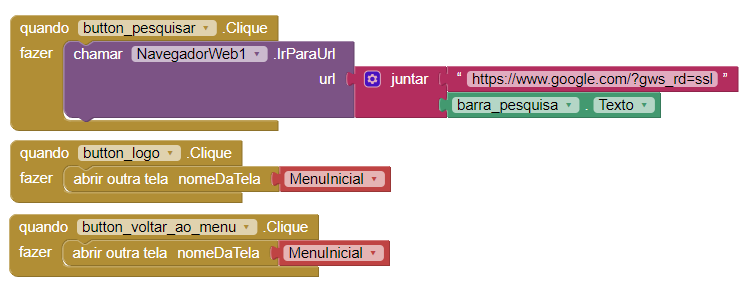 quando button_pesquisar .Clique
fazer chamar NavegadorWeb1 .IrParaUrl
url juntar “ https://www.google.com/?gws_rd=ssl ”
barra_pesquisa . Texto
quando button_logo .Clique
fazer abrir outra tela nomeDaTela MenuInicial
quando button_voltar_ao_menu .Clique
fazer abrir outra tela nomeDaTela MenuInicial